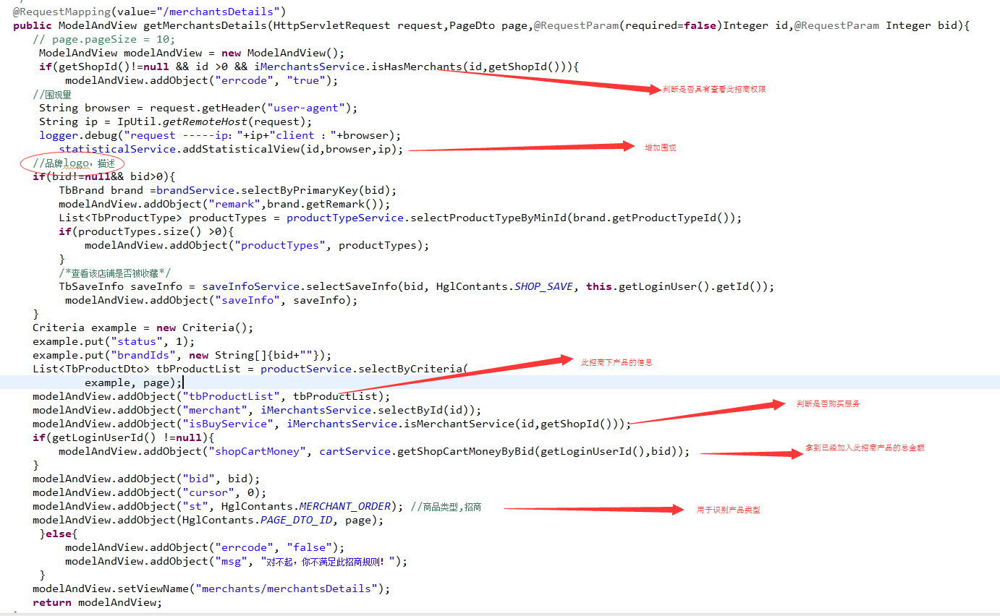 @RequestMapping(value="/merchantsDetails")
public ModelAndView getMerchantsDetails(HttpServletRequest request,PageDto page,@RequestParam(required=false)Integer id,@RequestParam Integer bid){
// page.pageSize = 10;
ModelAndView modelAndView = new ModelAndView();
if(getShopId()!=null && id >0 && iMerchantsService.isHasMerchants(id,getShopId())){
modelAndView.addObject("errcode", "true");
判断是否具有查看此招商权限
//围观量
String browser = request.getHeader("user-agent");
String ip = IpUtil.getRemoteHost(request);
logger.debug("request -----ip："+ip+"client ："+browser);
statisticalService.addStatisticalView(id,browser,ip);
增加围观
//品牌logo，描述
if(bid!=null&& bid>0){
TbBrand brand =brandService.selectByPrimaryKey(bid);
modelAndView.addObject("remark",brand.getRemark());
List<TbProductType> productTypes = productTypeService.selectProductTypeByMinId(brand.getProductTypeId());
if(productTypes.size() >0){
modelAndView.addObject("productTypes", productTypes);
}
/*查看该店铺是否被收藏*/
TbSaveInfo saveInfo = saveInfoService.selectSaveInfo(bid, HglContants.SHOP_SAVE, this.getLoginUser().getId());
modelAndView.addObject("saveInfo", saveInfo);
}
Criteria example = new Criteria();
example.put("status", 1);
example.put("brandIds", new String[]{bid+""});
此招商下产品的信息
List<TbProductDto> tbProductList = productService.selectByCriteria(
example, page);
modelAndView.addObject("tbProductList", tbProductList);
判断是否购买服务
modelAndView.addObject("merchant", iMerchantsService.selectById(id));
modelAndView.addObject("isBuyService", iMerchantsService.isMerchantService(id,getShopId()));
if(getLoginUserId() !=null){
拿到已经加入此招商产品的总金额
modelAndView.addObject("shopCartMoney", cartService.getShopCartMoneyByBid(getLoginUserId(),bid));
}
modelAndView.addObject("bid", bid);
modelAndView.addObject("cursor", 0);
modelAndView.addObject("st", HglContants.MERCHANT_ORDER); //商品类型,招商
用于识别产品类型
modelAndView.addObject(HglContants.PAGE_DTO_ID, page);
}else{
modelAndView.addObject("errcode", "false");
modelAndView.addObject("msg", "对不起，你不满足此招商规则！");
}
modelAndView.setViewName("merchants/merchantsDetails");
return modelAndView;